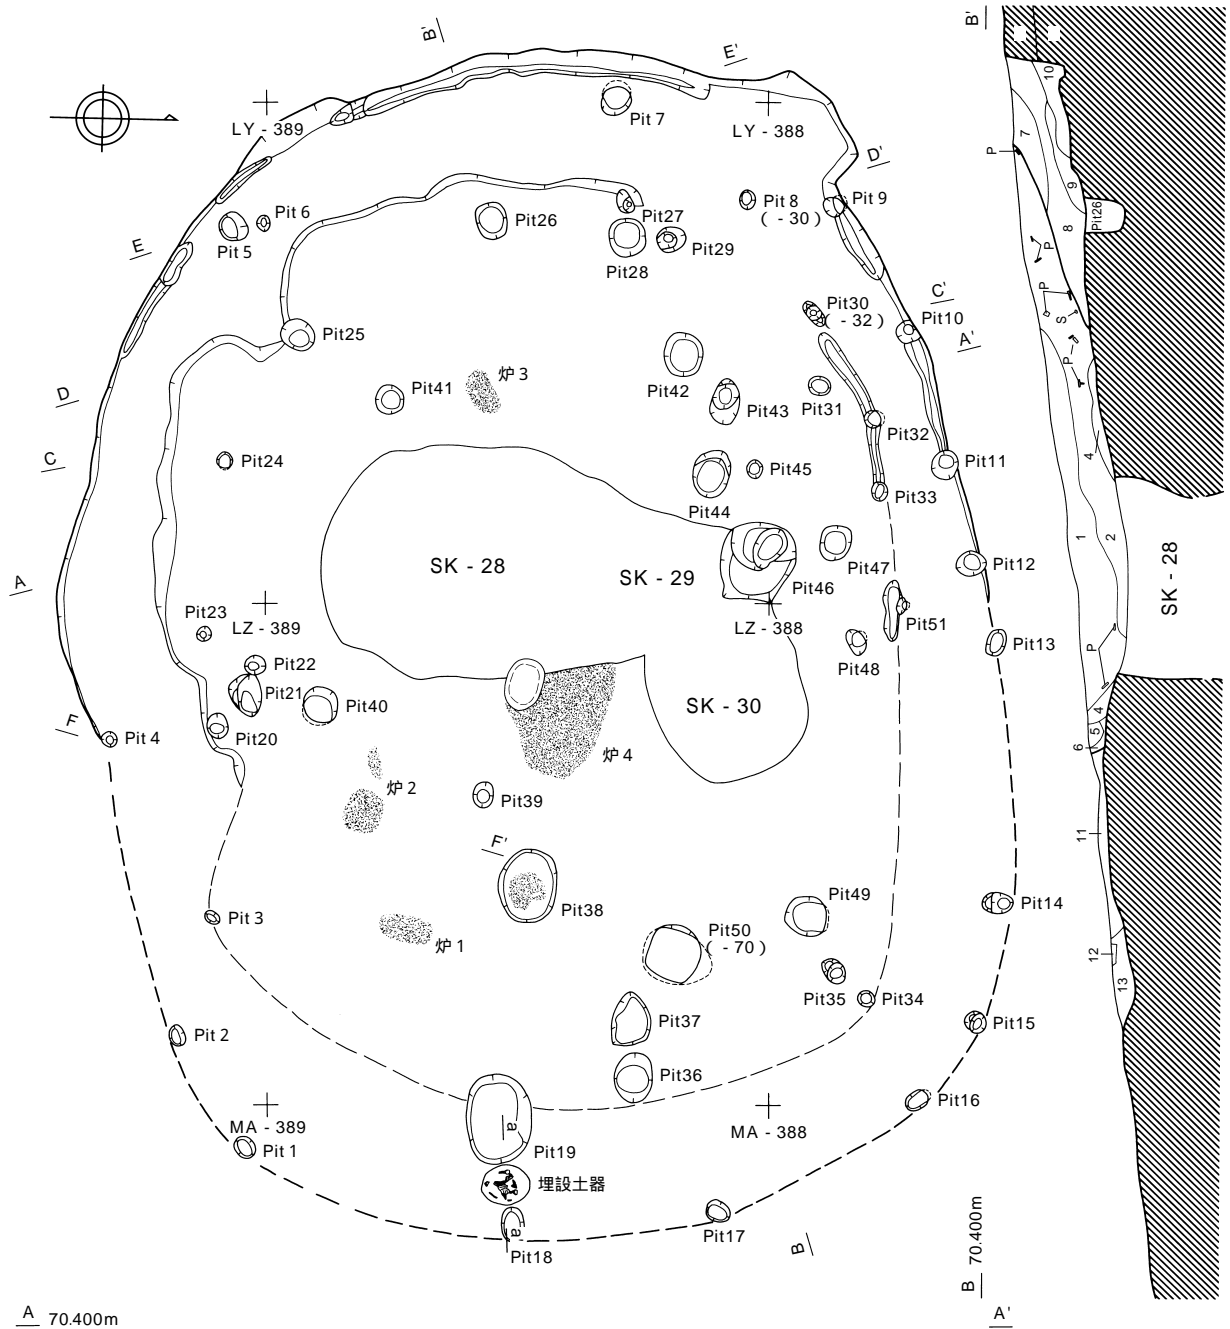 B'
B'
E'
10
LY - 389
Pit 7
LY - 388
7
P
D'
9
Pit 6
Pit26
Pit27
Pit 8
( - 30 )
Pit 9
Pit26
8
E
Pit 5
Pit28
Pit29
P
C'
P
Pit30
( - 32 )
Pit10
S
Pit25
A'
P
炉 3
D
Pit41
Pit42
Pit43
Pit31
Pit32
C
Pit24
Pit45
Pit11
4
Pit33
Pit44
1
2
SK - 28
SK - 28
SK - 29
Pit47
Pit12
A
Pit46
Pit23
LZ - 389
LZ - 388
Pit51
Pit13
Pit48
P
Pit22
Pit21
Pit40
SK - 30
4
F
Pit 4
Pit20
5
炉 4
6
炉 2
Pit39
11
F'
Pit49
Pit14
Pit38
Pit 3
Pit50
( - 70 )
炉 1
12
13
Pit35
Pit34
Pit37
Pit15
Pit 2
Pit36
Pit16
MA - 389
a
MA - 388
Pit 1
Pit19
埋設土器
a
Pit18
Pit17
B
B 70.400m
A 70.400m
A'